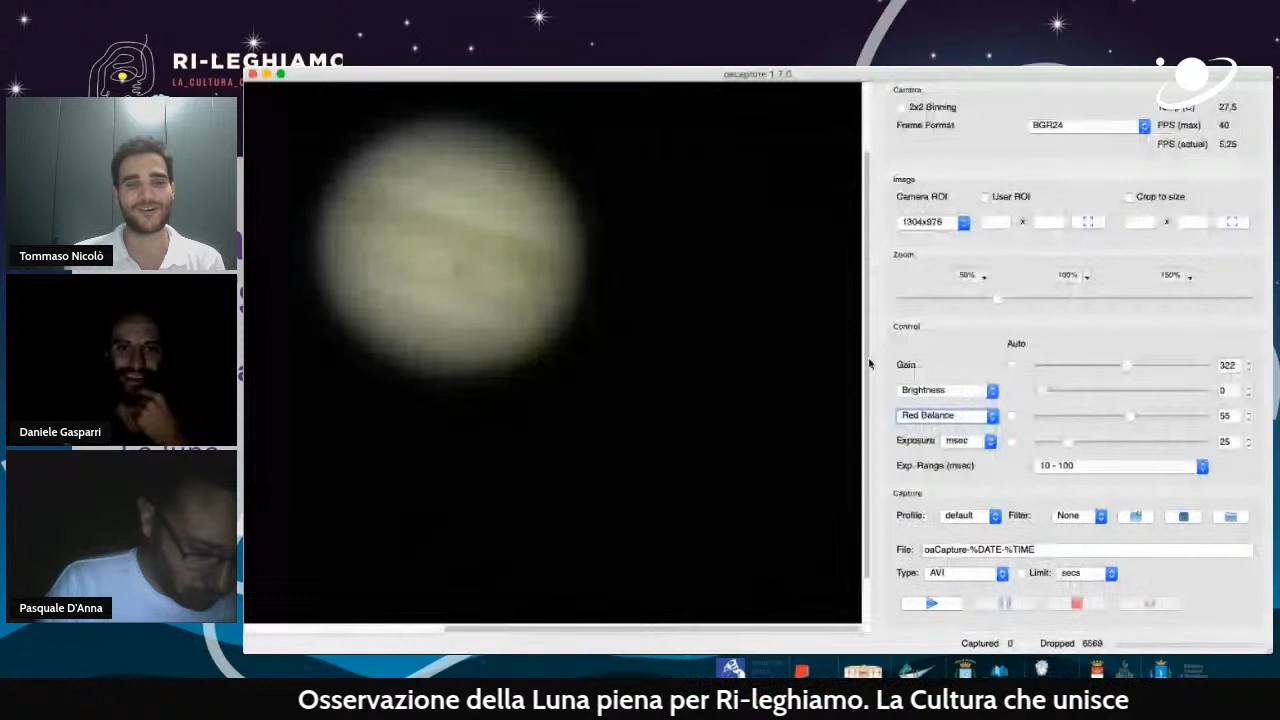 RI-LEGHIAMO
LA_CULTURA_C
oacapture 1.7.0
Tommaso Nicolò
Daniele Gasparri
Pasquale D'Anna
La luna
Camera
2x2 Binning
Frame Format BGR24
27.5
FPS (max) 40
FPS (actual) 5.25
Image
Camera ROI User ROI Crop to size
1304x976 x x
Zoom
50% 100% 150%
Control
Auto
Gain 322
Brightness 0
Red Balance 55
Exposure msec 25
Exp. Range (msec) 10 - 100
Capture
Profile: default Filter: None
File: oaCapture-%DATE-%TIME
Type: AVI Limit: secs
Captured 0 Dropped 6569
Osservazione della Luna piena per Ri-leghiamo. La Cultura che unisce